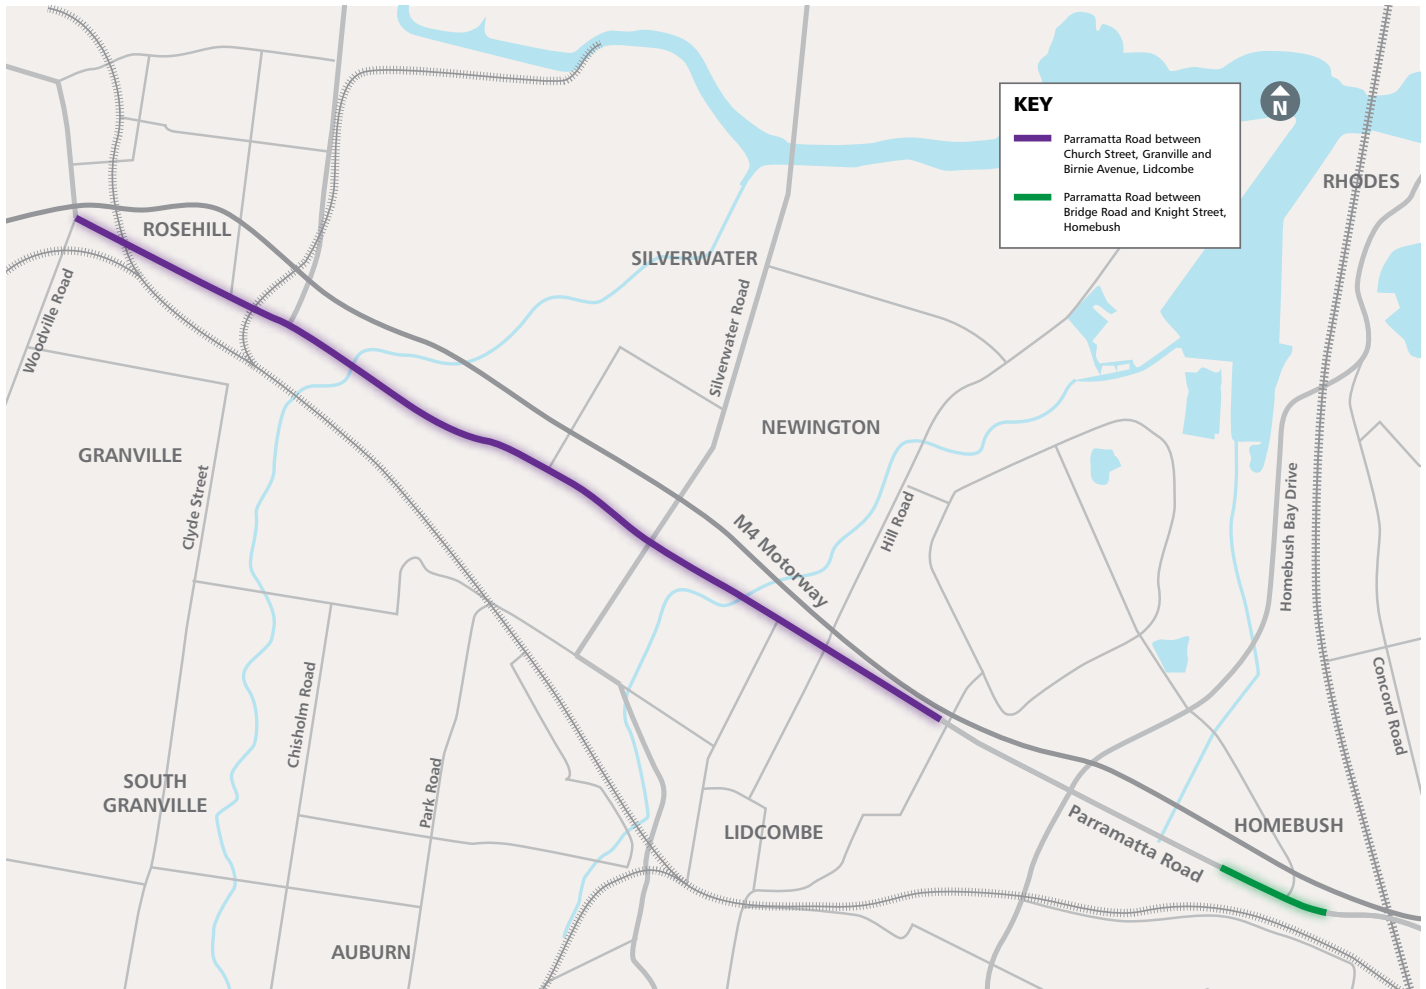 KEY
Parramatta Road between
Church Street, Granville and
Birnie Avenue, Lidcombe
Parramatta Road between
Bridge Road and Knight Street,
Homebush
N
RHODES
ROSEHILL
SILVERWATER
Woodville Road
Silverwater Road
NEWINGTON
GRANVILLE
Clyde Street
Hill Road
M4 Motorway
Homebush Bay Drive
Chisholm Road
Concord Road
SOUTH
GRANVILLE
Park Road
LIDCOMBE
Parramatta Road
HOMEBUSH
AUBURN